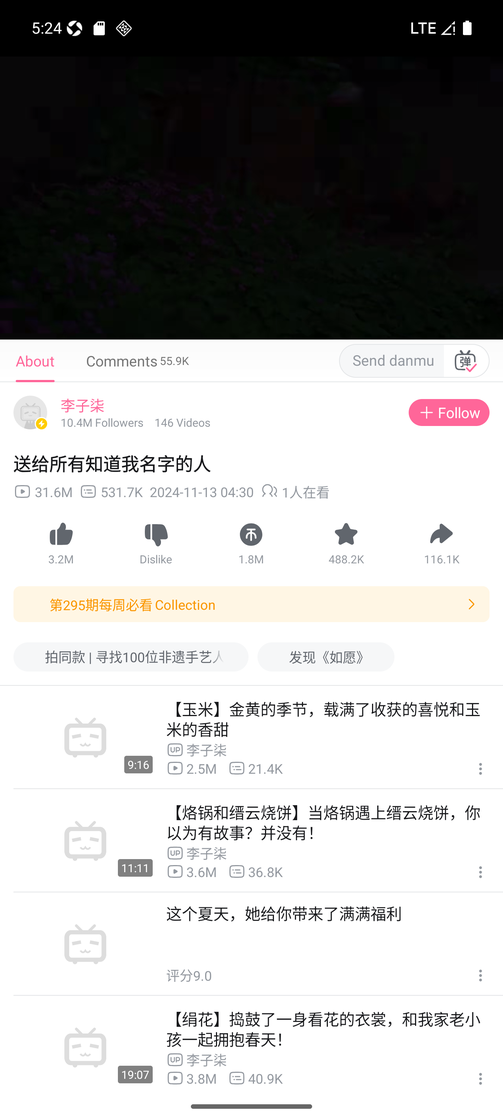 5:24
LTE
About
Comments 55.9K
Send danmu
弹
李子柒
10.4M Followers 146 Videos
+ Follow
送给所有知道我名字的人
31.6M 531.7K 2024-11-13 04:30 1人在看
3.2M
Dislike
1.8M
488.2K
116.1K
第295期每周必看 Collection
拍同款 | 寻找100位非遗手艺人
发现《如愿》
【玉米】金黄的季节，载满了收获的喜悦和玉
米的香甜
UP 李子柒
9:16
2.5M 21.4K
【烙锅和缙云烧饼】当烙锅遇上缙云烧饼，你
以为有故事？并没有！
UP 李子柒
11:11
3.6M 36.8K
这个夏天，她给你带来了满满福利
评分9.0
【绢花】捣鼓了一身看花的衣裳，和我家老小
孩一起拥抱春天！
UP 李子柒
19:07
3.8M 40.9K